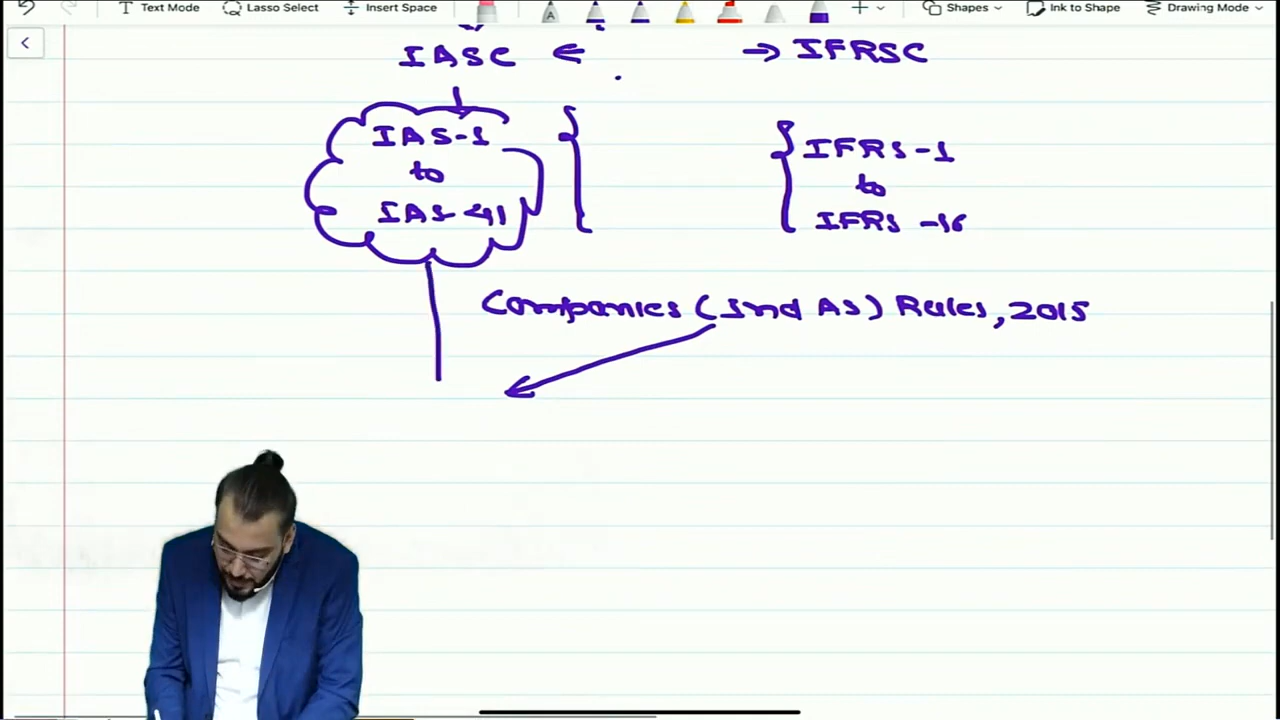 Text Mode Lasso Select Insert Space Shapes Ink to Shape Drawing Mode
IASC ← → IFRSC
IAS-1
to
IAS-41
IFRS-1
to
IFRS-16
Companies (Ind AS) Rules, 2015